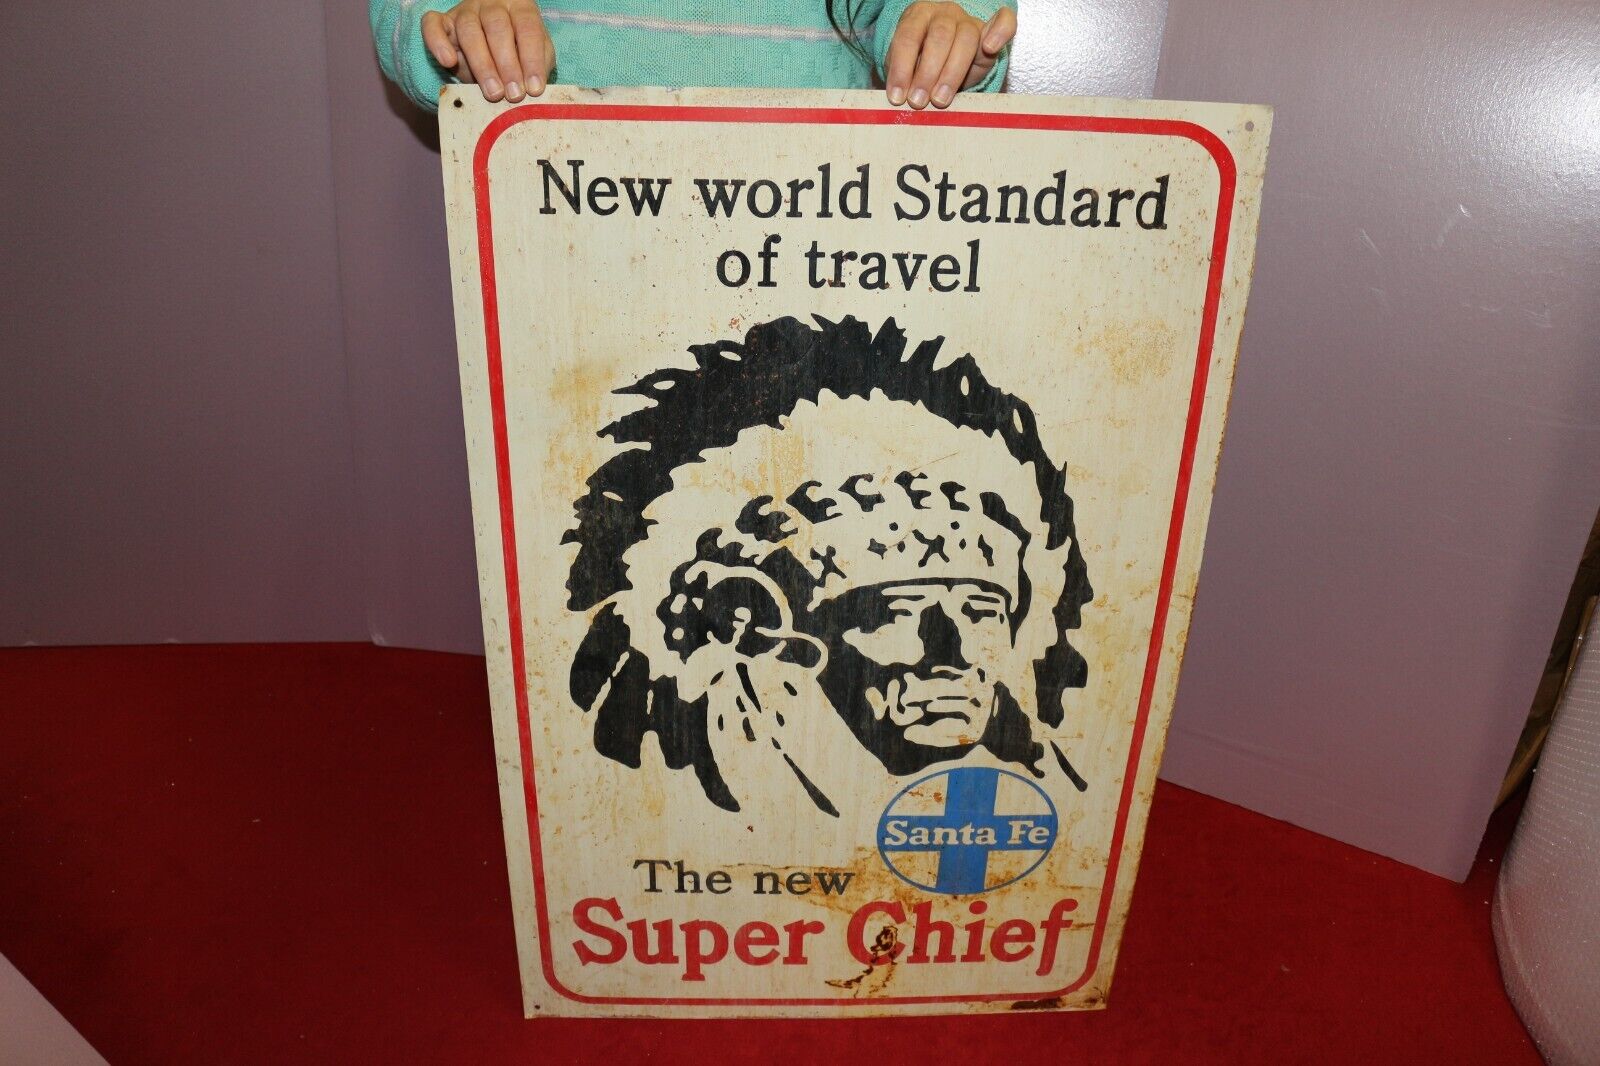 New world Standard
of travel
Santa Fe
The new
Super Chief